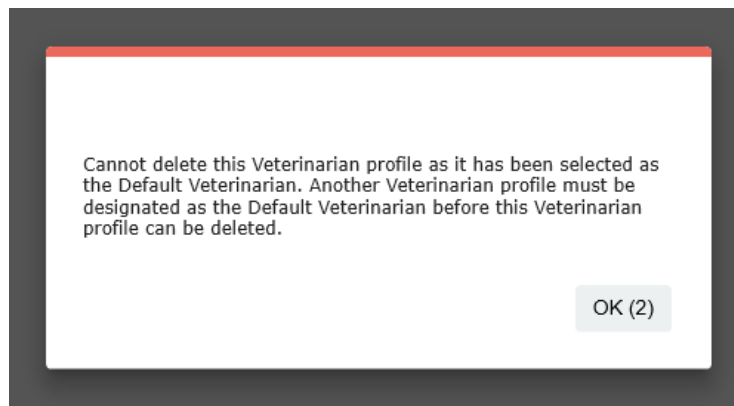 Cannot delete this Veterinarian profile as it has been selected as
the Default Veterinarian. Another Veterinarian profile must be
designated as the Default Veterinarian before this Veterinarian
profile can be deleted.
OK (2)